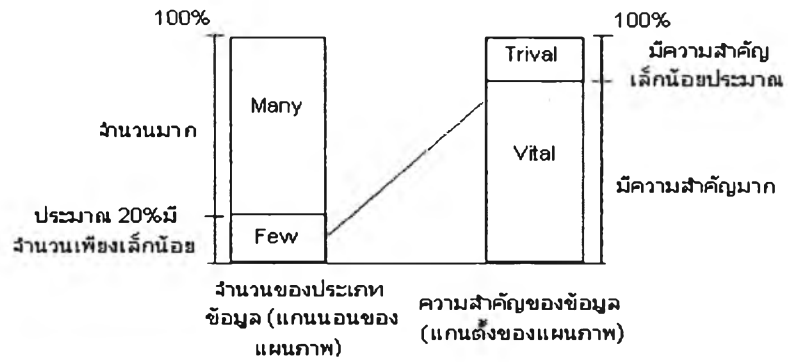 100%
100%
Trival
มีความสำคัญ
เล็กน้อยประมาณ
Many
จำนวนมาก
Vital
มีความสำคัญมาก
ประมาณ 20%มี
จำนวนเพียงเล็กน้อย
Few
จำนวนของประเภท
ข้อมูล (แกนนอนของ
แผนภาพ)
ความสำคัญของข้อมูล
(แกนตั้งของแผนภาพ)